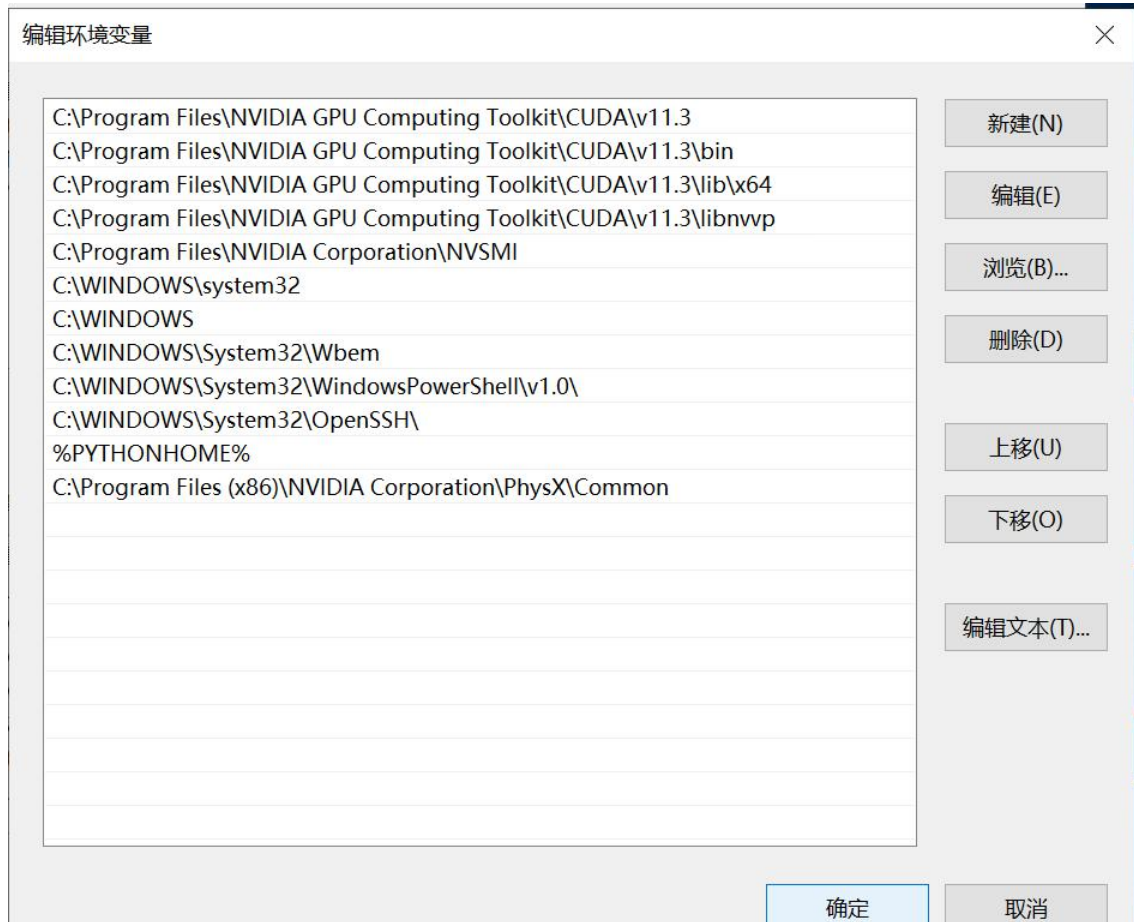 编辑环境变量
C:\Program Files\NVIDIA GPU Computing Toolkit\CUDA\v11.3
C:\Program Files\NVIDIA GPU Computing Toolkit\CUDA\v11.3\bin
C:\Program Files\NVIDIA GPU Computing Toolkit\CUDA\v11.3\lib\x64
C:\Program Files\NVIDIA GPU Computing Toolkit\CUDA\v11.3\libnvvp
C:\Program Files\NVIDIA Corporation\NVSMI
C:\WINDOWS\system32
C:\WINDOWS
C:\WINDOWS\System32\Wbem
C:\WINDOWS\System32\WindowsPowerShell\v1.0\
C:\WINDOWS\System32\OpenSSH\
%PYTHONHOME%
C:\Program Files (x86)\NVIDIA Corporation\PhysX\Common
新建(N)
编辑(E)
浏览(B)...
删除(D)
上移(U)
下移(O)
编辑文本(T)...
确定
取消